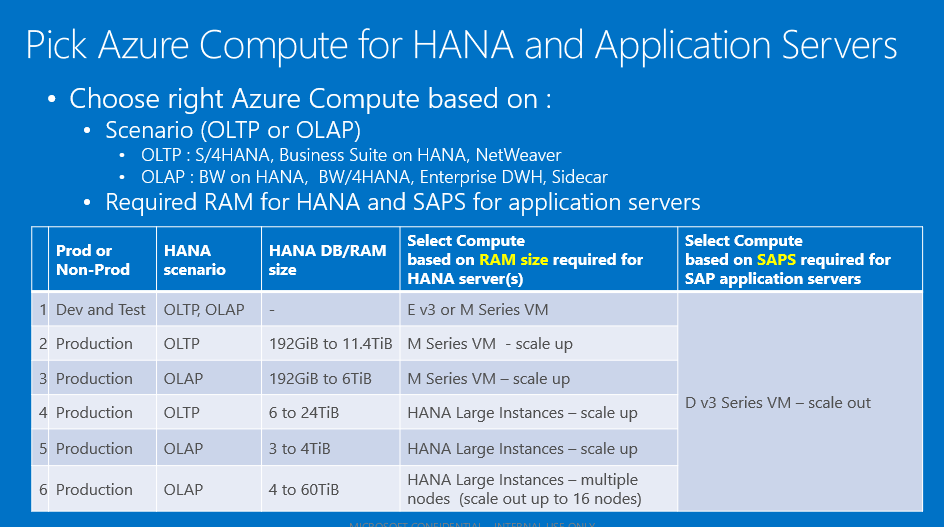 Pick Azure Compute for HANA and Application Servers
• Choose right Azure Compute based on :
• Scenario (OLTP or OLAP)
• OLTP : S/4HANA, Business Suite on HANA, NetWeaver
• OLAP : BW on HANA, BW/4HANA, Enterprise DWH, Sidecar
• Required RAM for HANA and SAPS for application servers
Prod or
Non-Prod
HANA
scenario
HANA DB/RAM
size
Select Compute
based on RAM size required for
HANA server(s)
Select Compute
based on SAPS required for
SAP application servers
1 Dev and Test OLTP, OLAP - E v3 or M Series VM
2 Production OLTP 192GiB to 11.4TiB M Series VM - scale up
3 Production OLAP 192GiB to 6TiB M Series VM – scale up
D v3 Series VM – scale out
4 Production OLTP 6 to 24TiB HANA Large Instances – scale up
5 Production OLAP 3 to 4TiB HANA Large Instances – scale up
6 Production OLAP 4 to 60TiB HANA Large Instances – multiple
nodes (scale out up to 16 nodes)
MICROSOFT CONFIDENTIAL – INTERNAL USE ONLY